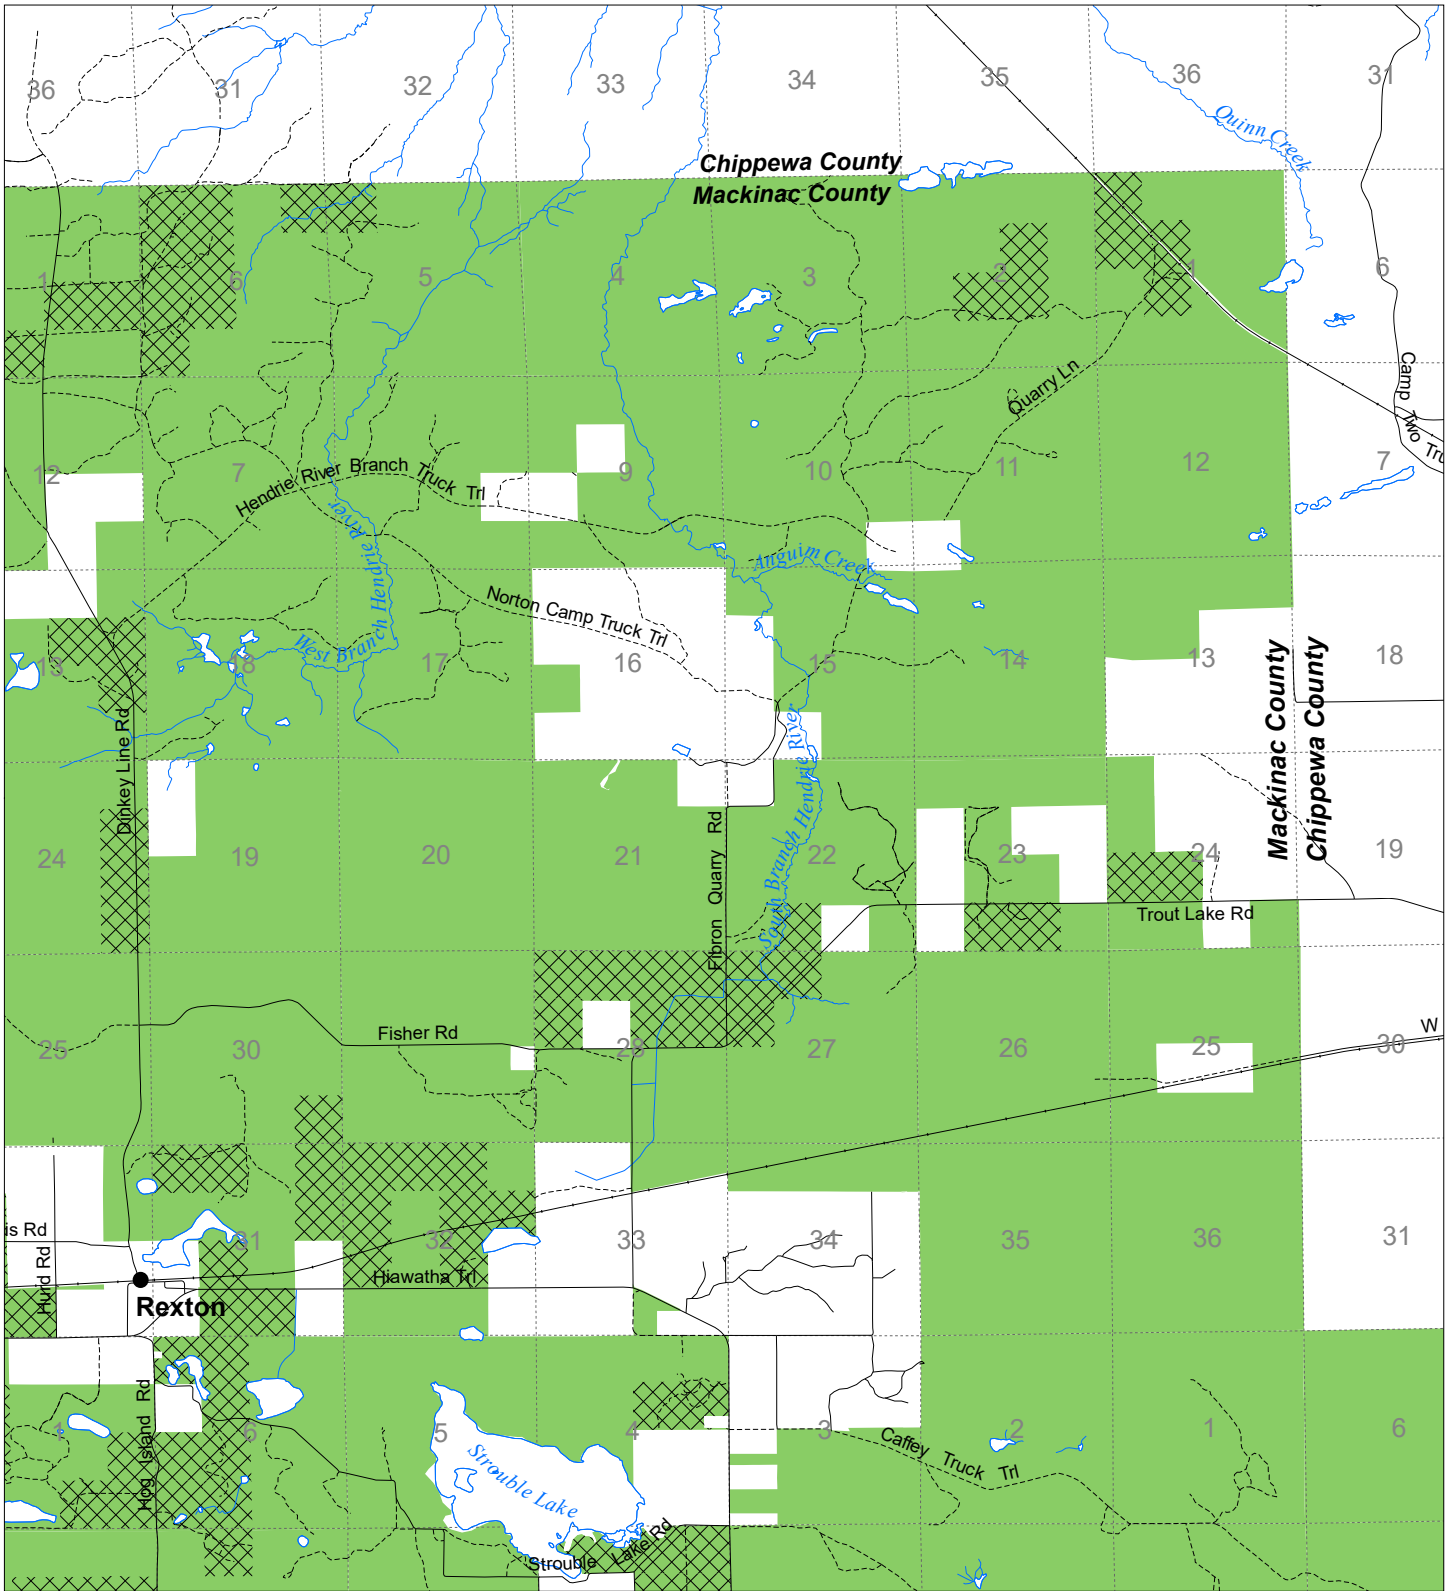 36
31
32
33
34
35
36
31
Quinn Creek
Chippewa County
Mackinac County
1
6
5
4
3
2
1
6
Camp Two Tru
Quarry Ln
12
7
Hendrie River Branch Truck Trl
9
10
11
12
7
West Branch Hendrie River
Anguim Creek
Norton Camp Truck Trl
13
18
17
16
15
14
13
18
Mackinac County
Chippewa County
Dinkey Line Rd
South Branch Hendrie River
Fibron Quarry Rd
24
19
20
21
22
23
24
19
Trout Lake Rd
25
30
Fisher Rd
28
27
26
25
30
W
is Rd
Hurd Rd
31
32
33
34
35
36
31
Hiawatha Trl
Rexton
Hog Island Rd
1
6
5
4
3
2
1
6
Strouble Lake
Caffey Truck Trl
Strouble Lake Rd